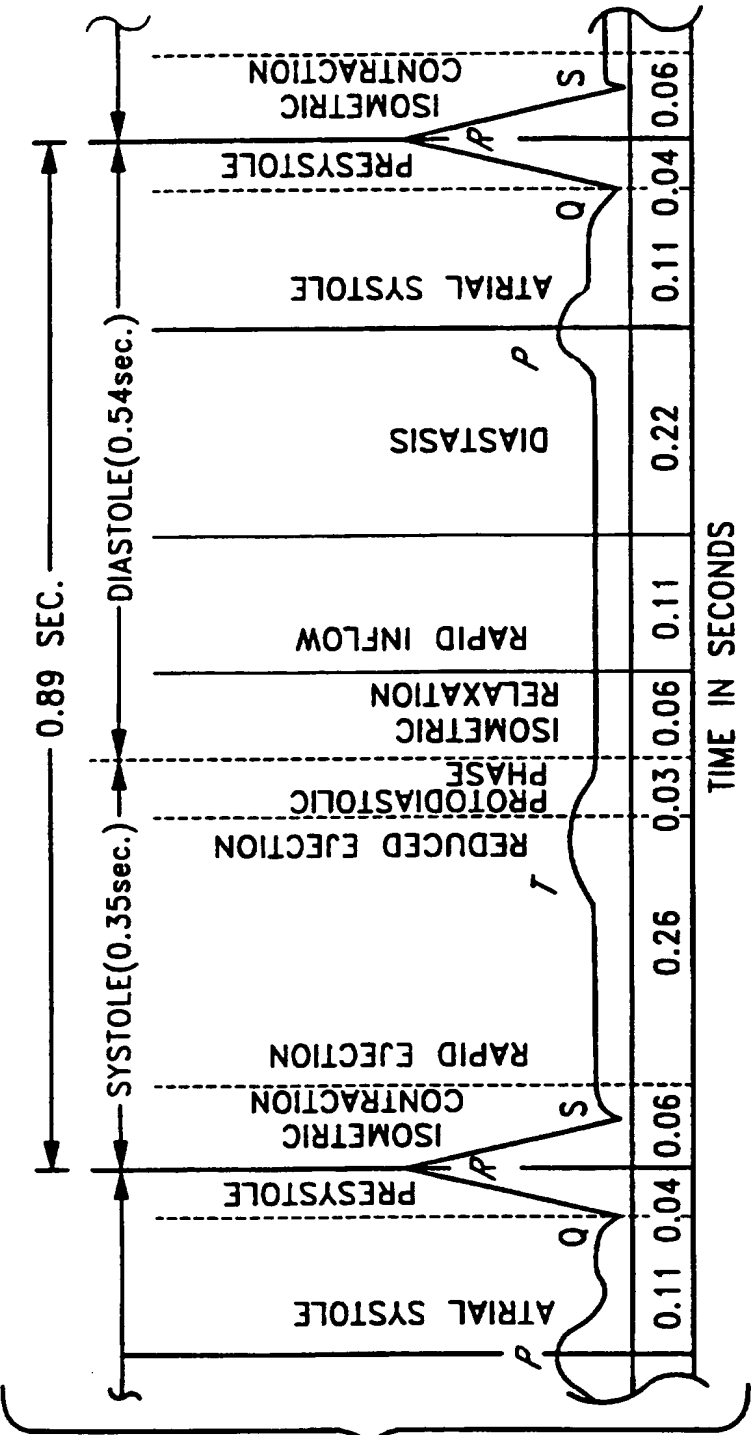 0.89 SEC.
SYSTOLE(0.35sec.)
DIASTOLE(0.54sec.)
ATRIAL SYSTOLE
PRESYSTOLE
ISOMETRIC
CONTRACTION
RAPID EJECTION
REDUCED EJECTION
PROTODIASTOLIC
PHASE
ISOMETRIC
RELAXATION
RAPID INFLOW
DIASTASIS
ATRIAL SYSTOLE
PRESYSTOLE
ISOMETRIC
CONTRACTION
P Q R S T P Q R S
0.11 0.04 0.06 0.26 0.03 0.06 0.11 0.22 0.11 0.04 0.06
TIME IN SECONDS